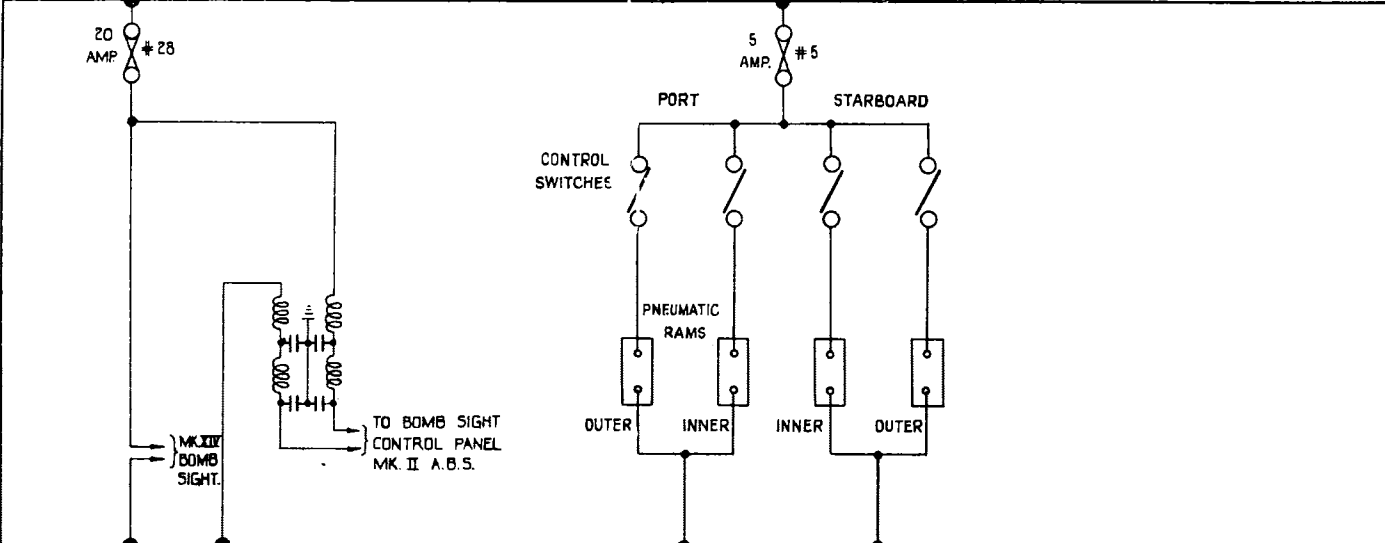 20
AMP.
#28
5
AMP.
#5
PORT
STARBOARD
CONTROL
SWITCHES
PNEUMATIC
RAMS
OUTER
INNER
INNER
OUTER
TO BOMB SIGHT
CONTROL PANEL
MK. II A.B.S.
MK.XIV
BOMB
SIGHT.